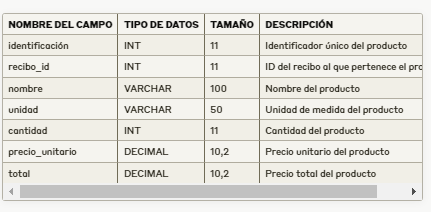 NOMBRE DEL CAMPO TIPO DE DATOS TAMAÑO DESCRIPCIÓN
identificación INT 11 Identificador único del producto
recibo_id INT 11 ID del recibo al que pertenece el pro
nombre VARCHAR 100 Nombre del producto
unidad VARCHAR 50 Unidad de medida del producto
cantidad INT 11 Cantidad del producto
precio_unitario DECIMAL 10,2 Precio unitario del producto
total DECIMAL 10,2 Precio total del producto